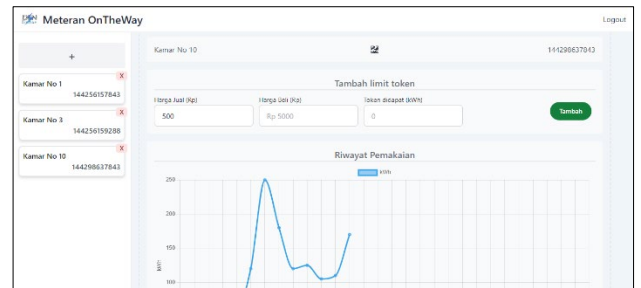 Meteran OnTheWay
Logout
+
Kamar No 1
X
144256157843
Kamar No 3
X
144256159288
Kamar No 10
X
144298637843
Kamar No 10
144298637843
Tambah limit token
Harga Jual (Rp)
Harga Beli (Rp)
Token didapat (kWh)
500
Rp 5000
0
Tambah
Riwayat Pemakaian
kWh
250
200
150
100
kWh